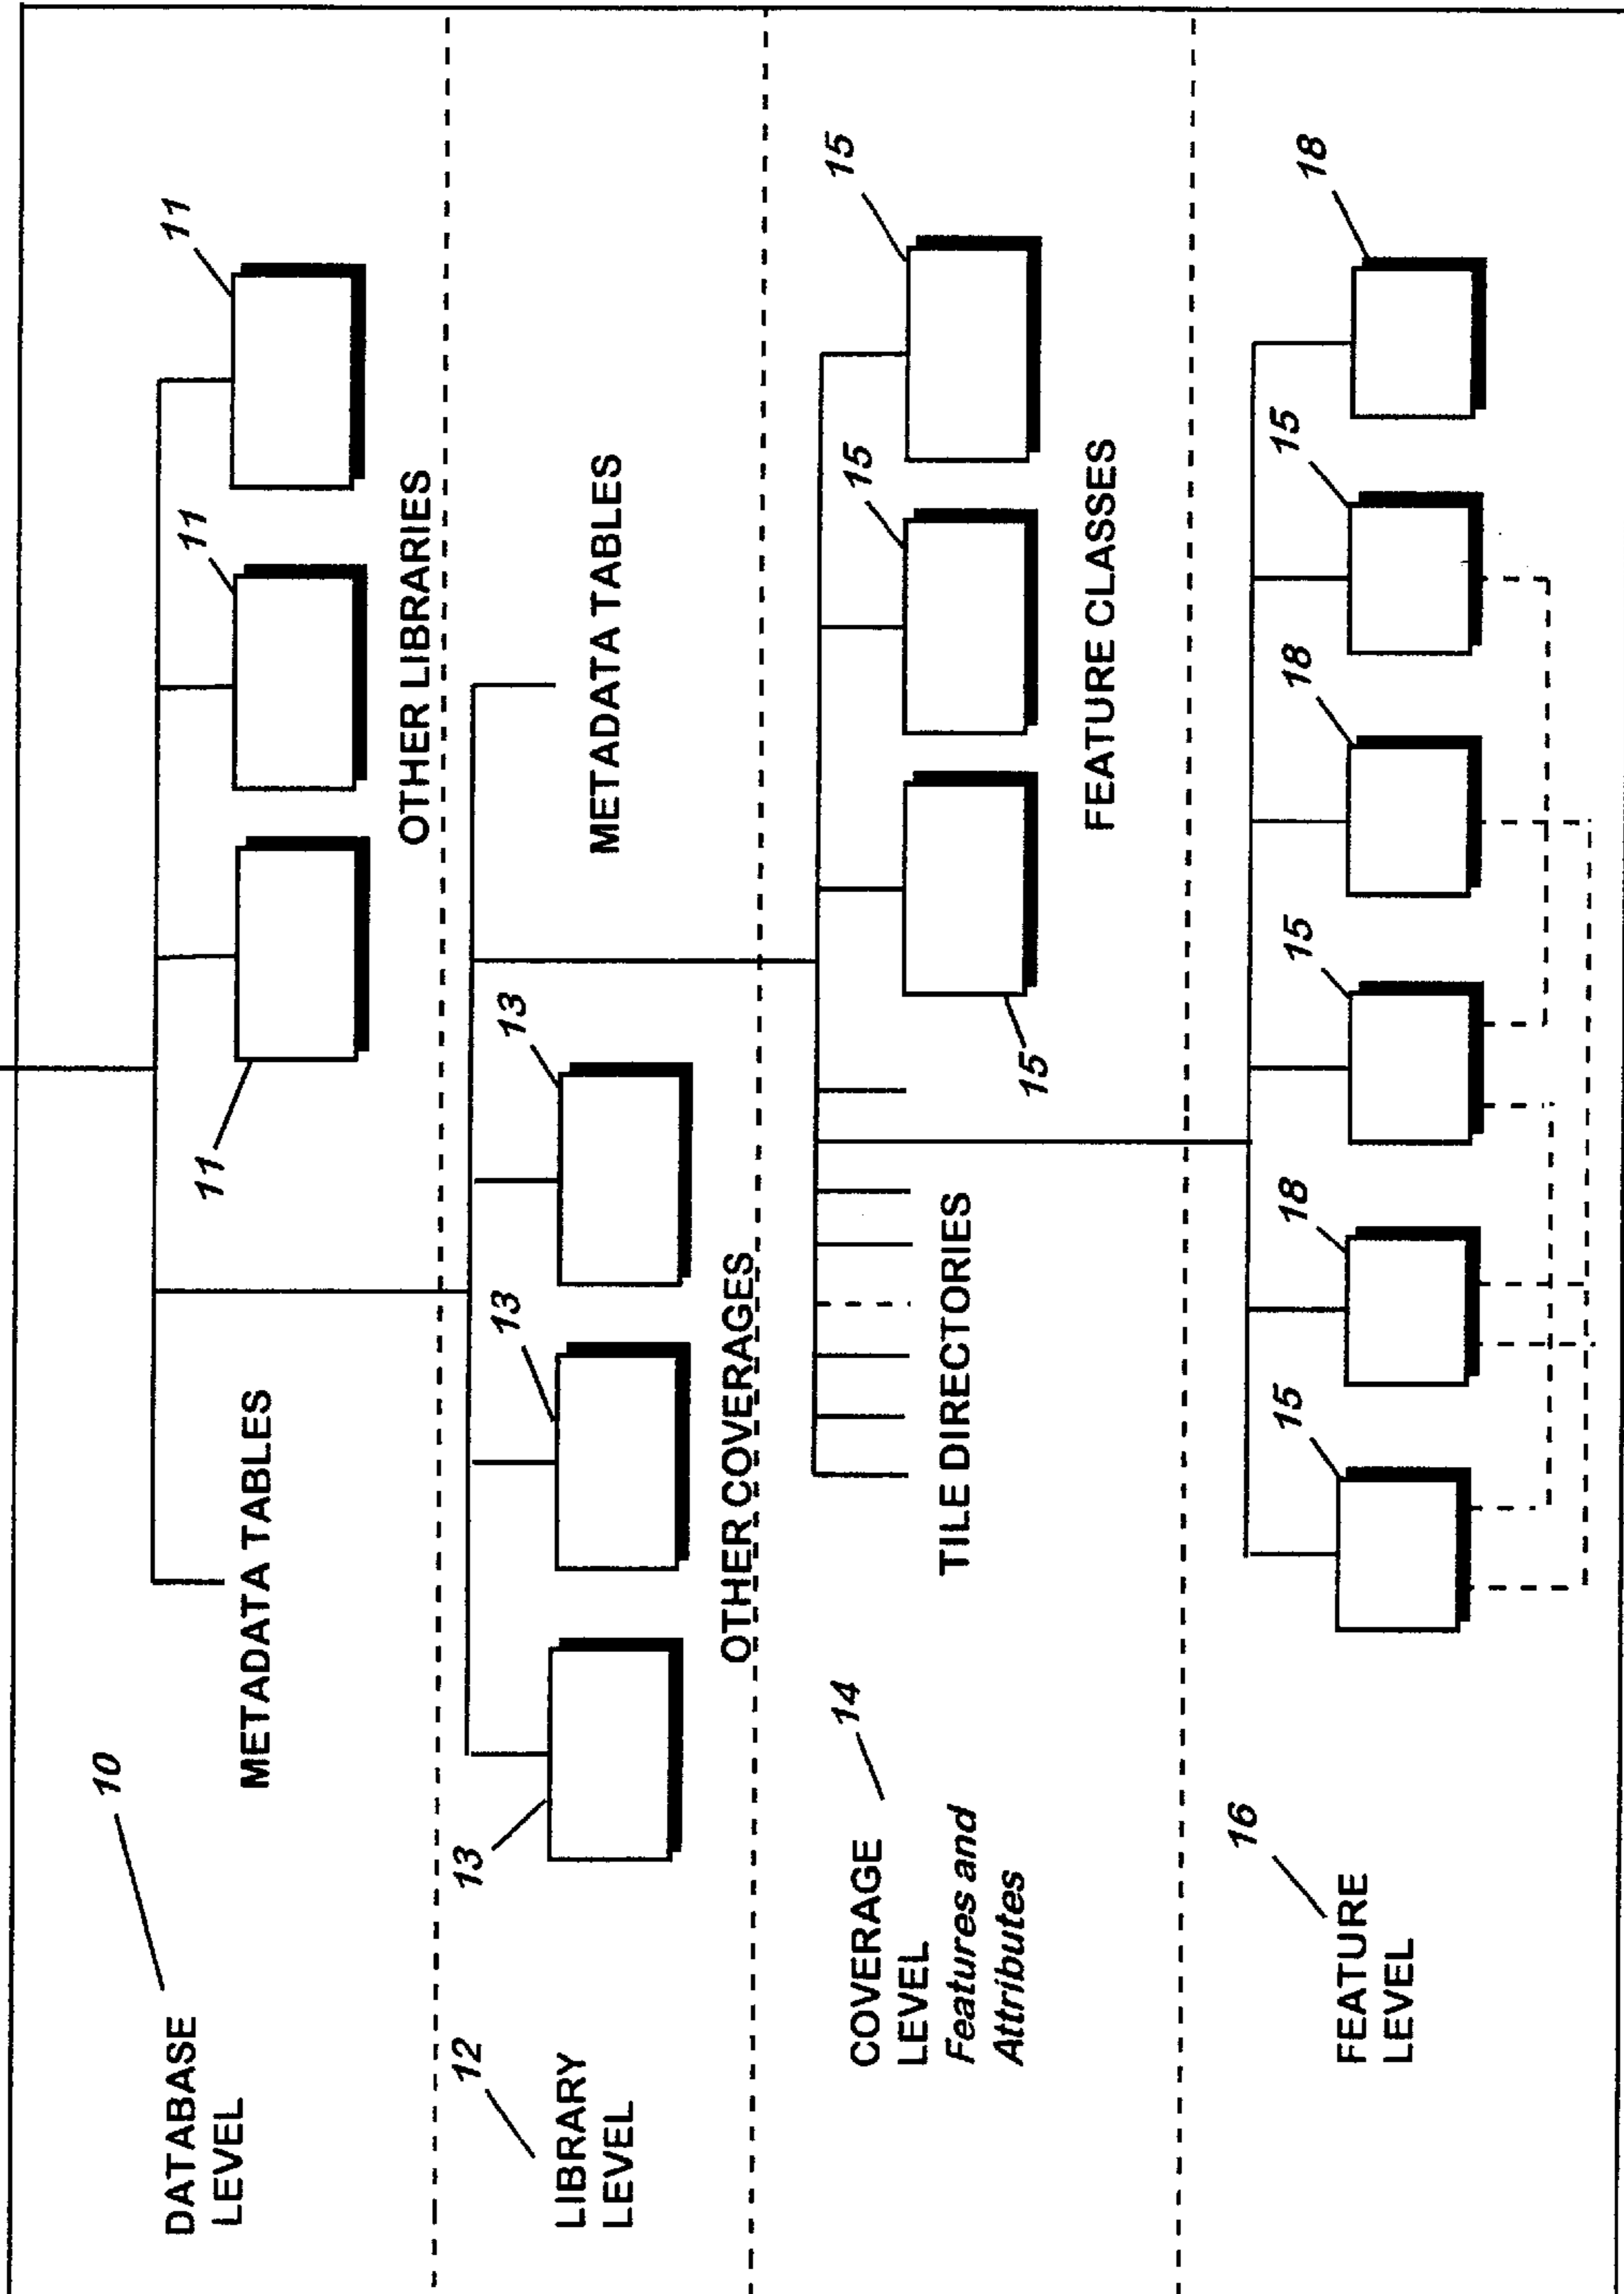 10
DATABASE
LEVEL
METADATA TABLES
11
11
11
OTHER LIBRARIES
12
LIBRARY
LEVEL
13
13
13
OTHER COVERAGES
METADATA TABLES
14
COVERAGE
LEVEL
Features and
Attributes
TILE DIRECTORIES
15
15
15
FEATURE CLASSES
16
FEATURE
LEVEL
15
18
15
18
15
18